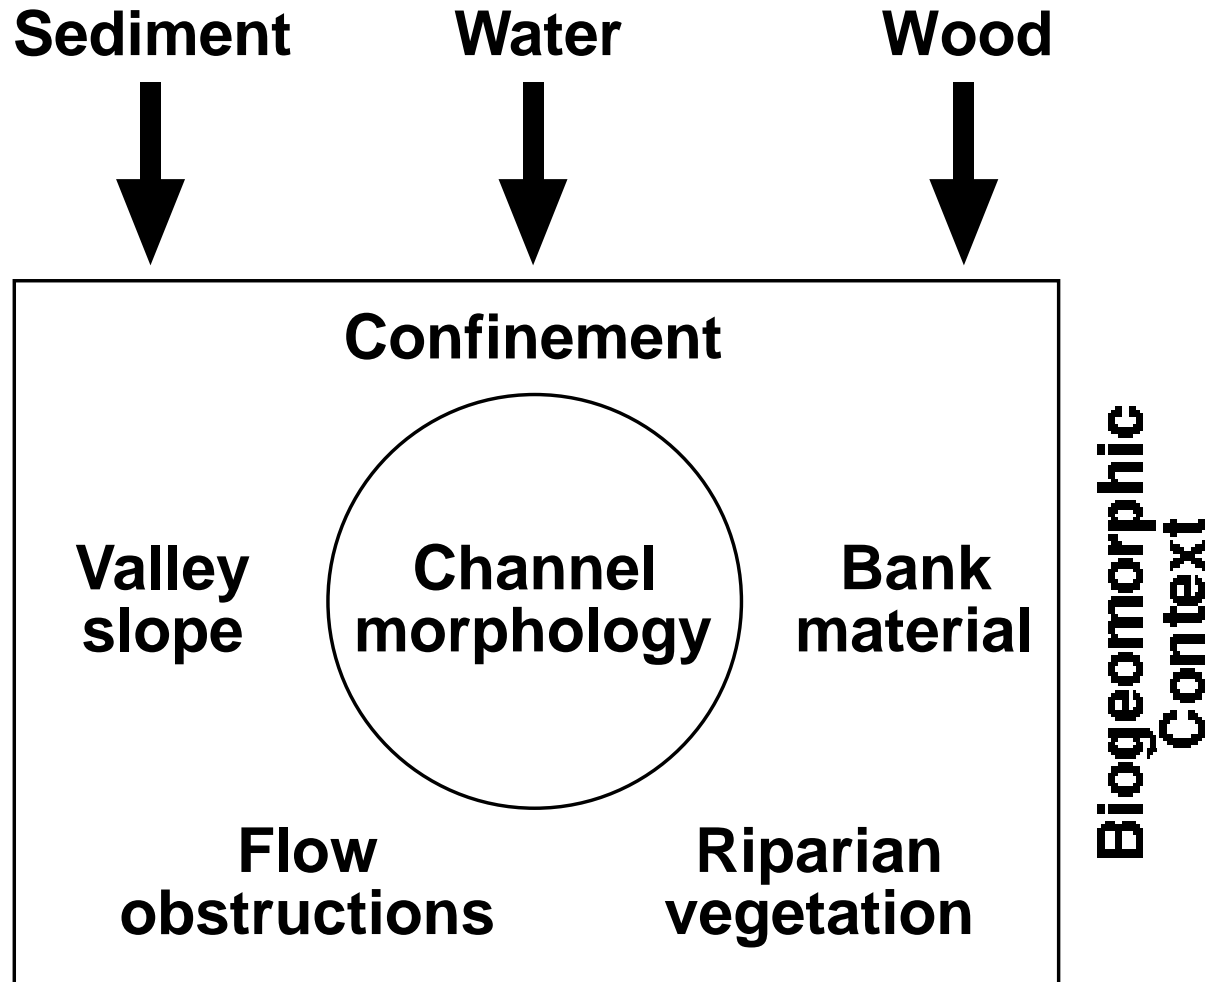 Sediment
Water
Wood
Confinement
Valley
slope
Channel
morphology
Bank
material
Flow
obstructions
Riparian
vegetation
Biogeomorphic
Context